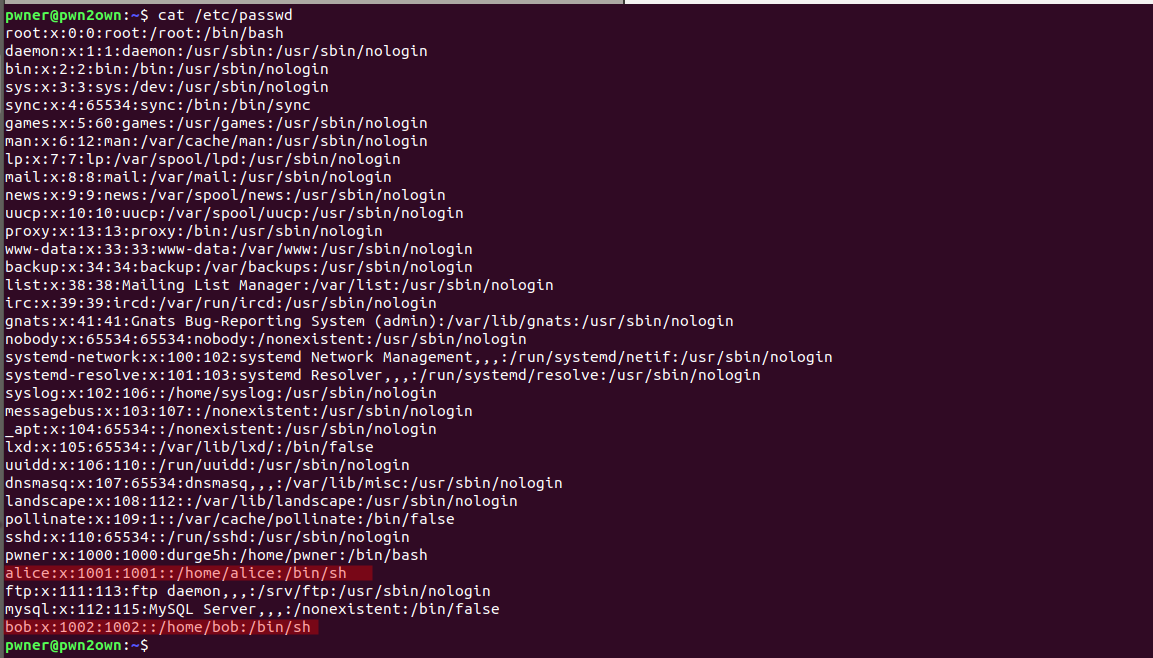 pwner@pwn2own:~$ cat /etc/passwd
root:x:0:0:root:/root:/bin/bash
daemon:x:1:1:daemon:/usr/sbin:/usr/sbin/nologin
bin:x:2:2:bin:/bin:/usr/sbin/nologin
sys:x:3:3:sys:/dev:/usr/sbin/nologin
sync:x:4:65534:sync:/bin:/bin/sync
games:x:5:60:games:/usr/games:/usr/sbin/nologin
man:x:6:12:man:/var/cache/man:/usr/sbin/nologin
lp:x:7:7:lp:/var/spool/lpd:/usr/sbin/nologin
mail:x:8:8:mail:/var/mail:/usr/sbin/nologin
news:x:9:9:news:/var/spool/news:/usr/sbin/nologin
uucp:x:10:10:uucp:/var/spool/uucp:/usr/sbin/nologin
proxy:x:13:13:proxy:/bin:/usr/sbin/nologin
www-data:x:33:33:www-data:/var/www:/usr/sbin/nologin
backup:x:34:34:backup:/var/backups:/usr/sbin/nologin
list:x:38:38:Mailing List Manager:/var/list:/usr/sbin/nologin
irc:x:39:39:ircd:/var/run/ircd:/usr/sbin/nologin
gnats:x:41:41:Gnats Bug-Reporting System (admin):/var/lib/gnats:/usr/sbin/nologin
nobody:x:65534:65534:nobody:/nonexistent:/usr/sbin/nologin
systemd-network:x:100:102:systemd Network Management,,,:/run/systemd/netif:/usr/sbin/nologin
systemd-resolve:x:101:103:systemd Resolver,,,:/run/systemd/resolve:/usr/sbin/nologin
syslog:x:102:106::/home/syslog:/usr/sbin/nologin
messagebus:x:103:107::/nonexistent:/usr/sbin/nologin
_apt:x:104:65534::/nonexistent:/usr/sbin/nologin
lxd:x:105:65534::/var/lib/lxd/:/bin/false
uuidd:x:106:110::/run/uuidd:/usr/sbin/nologin
dnsmasq:x:107:65534:dnsmasq,,,:/var/lib/misc:/usr/sbin/nologin
landscape:x:108:112::/var/lib/landscape:/usr/sbin/nologin
pollinate:x:109:1::/var/cache/pollinate:/bin/false
sshd:x:110:65534::/run/sshd:/usr/sbin/nologin
pwner:x:1000:1000:durge5h:/home/pwner:/bin/bash
alice:x:1001:1001::/home/alice:/bin/sh
ftp:x:111:113:ftp daemon,,,:/srv/ftp:/usr/sbin/nologin
mysql:x:112:115:MySQL Server,,,:/nonexistent:/bin/false
bob:x:1002:1002::/home/bob:/bin/sh
pwner@pwn2own:~$